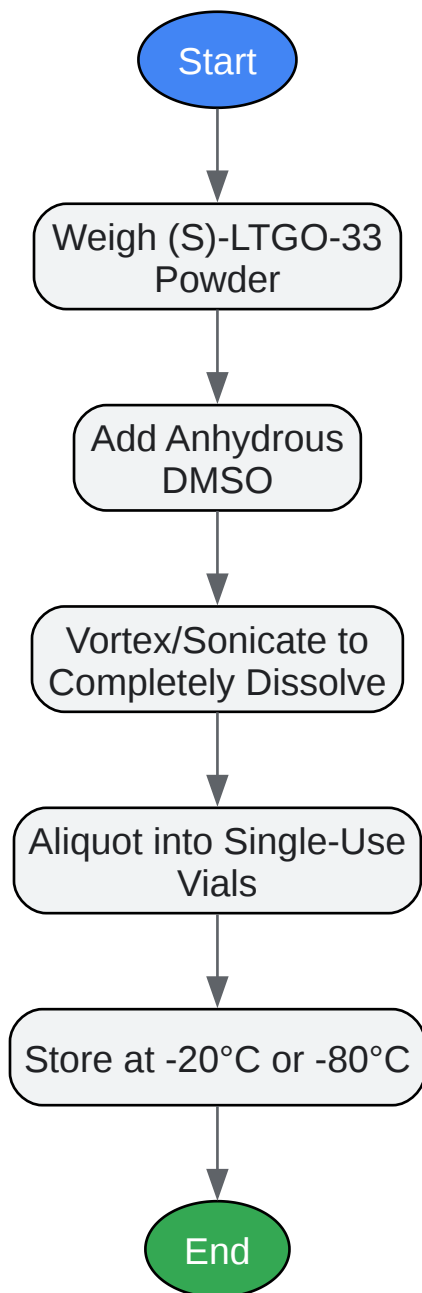 Start
Weigh (S)-LTGO-33
Powder
Add Anhydrous
DMSO
Vortex/Sonicate to
Completely Dissolve
Aliquot into Single-Use
Vials
Store at -20°C or -80°C
End